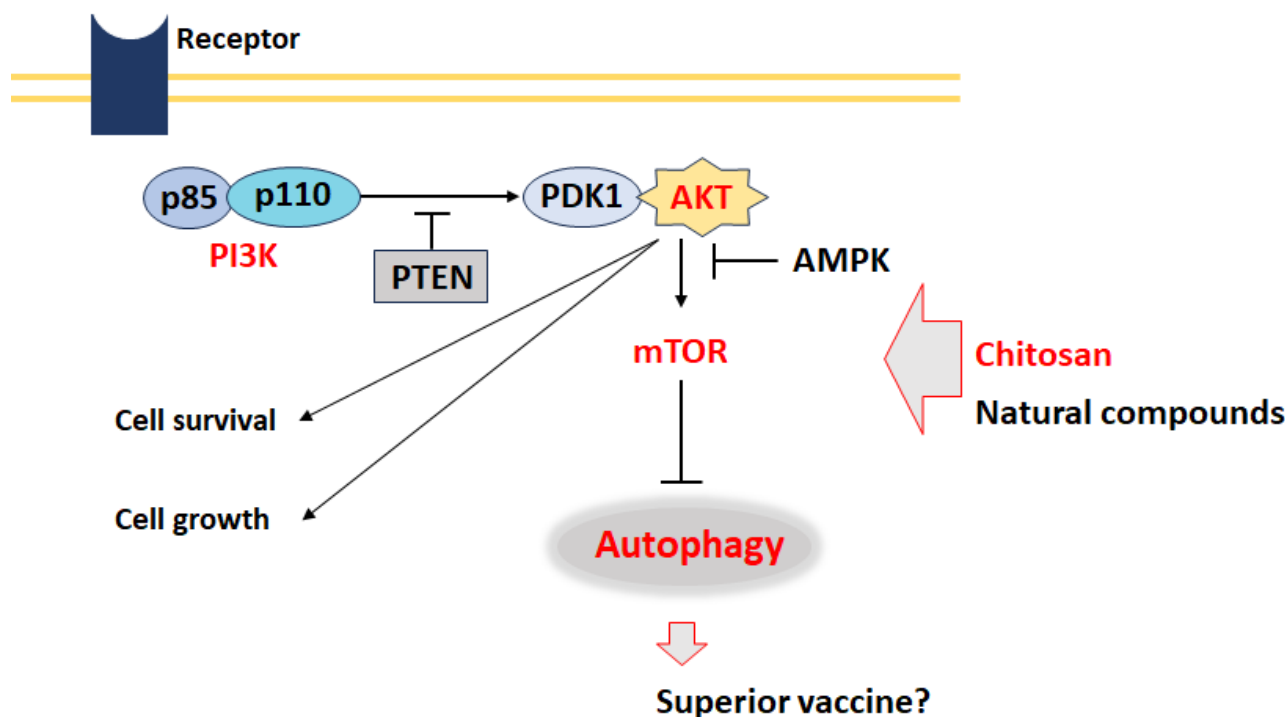 Receptor
p85
p110
PDK1
AKT
PI3K
PTEN
AMPK
mTOR
Chitosan
Natural compounds
Cell survival
Cell growth
Autophagy
Superior vaccine?